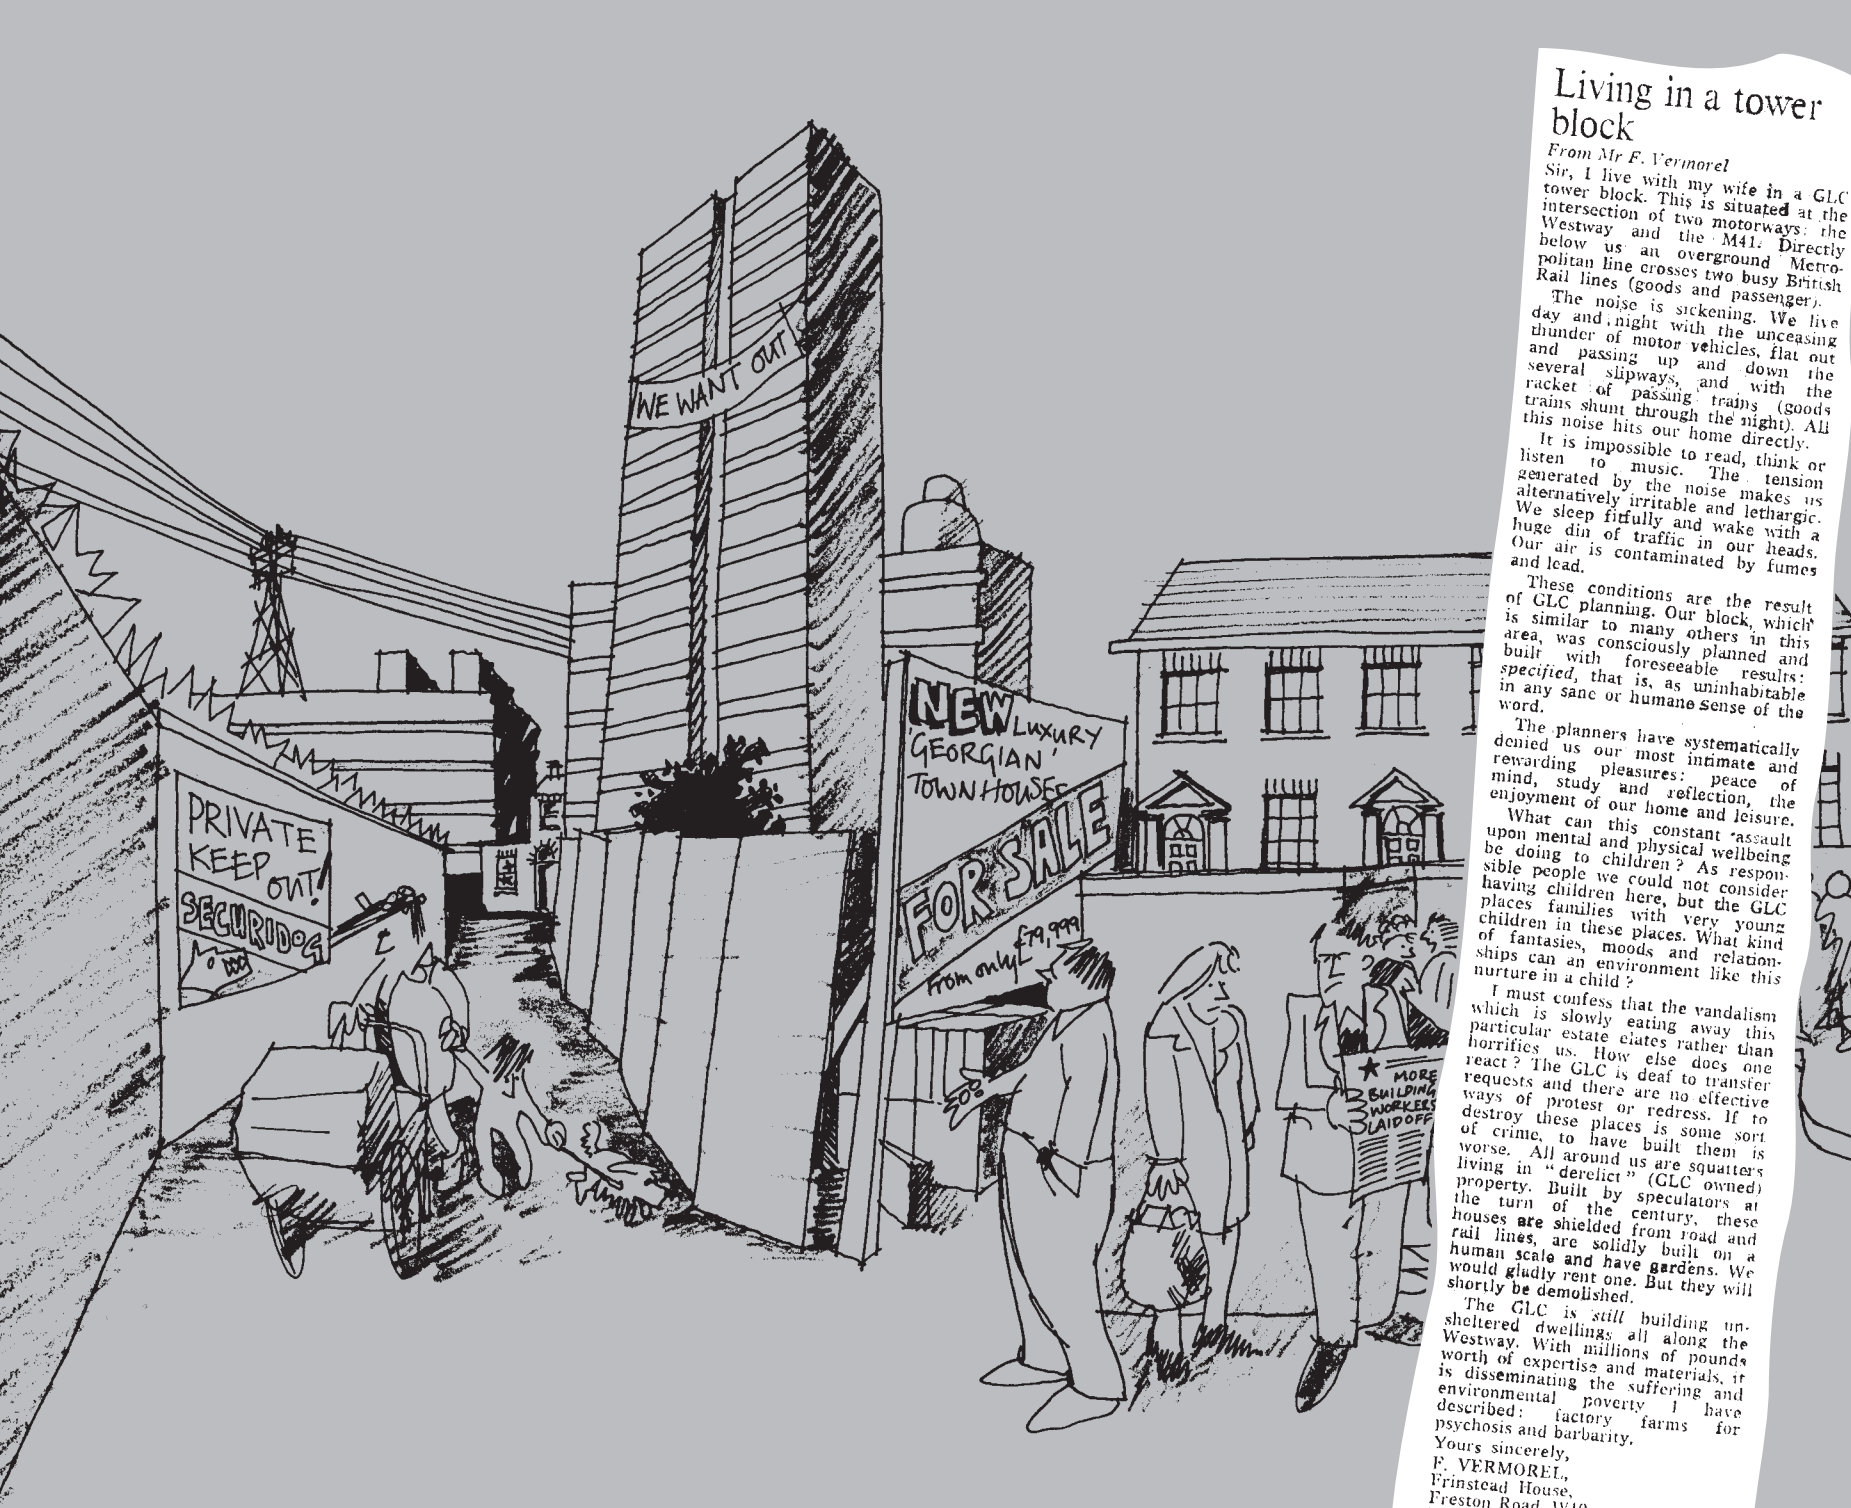 WE WANT OUT
PRIVATE
KEEP
OUT!
SECURIDOG
NEW LUXURY
'GEORGIAN'
TOWNHOUSES
FOR SALE
From only £79,999
MORE
BUILDING
WORKERS
LAID OFF
Living in a tower
block
From Mr F. Vermorel
Sir, I live with my wife in a GLC
tower block. This is situated at the
intersection of two motorways: the
Westway and the M41. Directly
below us an overground Metro-
politan line crosses two busy British
Rail lines (goods and passenger).
The noise is sickening. We live
day and night with the unceasing
thunder of motor vehicles, flat out
and passing up and down the
several slipways, and with the
racket of passing trains (goods
trains shunt through the night). All
this noise hits our home directly.
It is impossible to read, think or
listen to music. The tension
generated by the noise makes us
alternatively irritable and lethargic.
We sleep fitfully and wake with a
huge din of traffic in our heads.
Our air is contaminated by fumes
and lead.
These conditions are the result
of GLC planning. Our block, which
is similar to many others in this
area, was consciously planned and
built with foreseeable results:
specified, that is, as uninhabitable
in any sane or humane sense of the
word.
The planners have systematically
denied us our most intimate and
rewarding pleasures: peace of
mind, study and reflection, the
enjoyment of our home and leisure.
What can this constant assault
upon mental and physical wellbeing
be doing to children? As respon-
sible people we could not consider
having children here, but the GLC
places families with very young
children in these places. What kind
of fantasies, moods and relation-
ships can an environment like this
nurture in a child?
I must confess that the vandalism
which is slowly eating away this
particular estate elates rather than
horrifies us. How else does one
react? The GLC is deaf to transfer
requests and there are no effective
ways of protest or redress. If to
destroy these places is some sort
of crime, to have built them is
worse. All around us are squatters
living in "derelict" (GLC owned)
property. Built by speculators at
the turn of the century, these
houses are shielded from road and
rail lines, are solidly built on a
human scale and have gardens. We
would gladly rent one. But they will
shortly be demolished.
The GLC is still building un-
sheltered dwellings all along the
Westway. With millions of pounds
worth of expertise and materials, it
is disseminating the suffering and
environmental poverty I have
described: factory farms for
psychosis and barbarity.
Yours sincerely,
F. VERMOREL,
Frinstead House,
Freston Road, W10